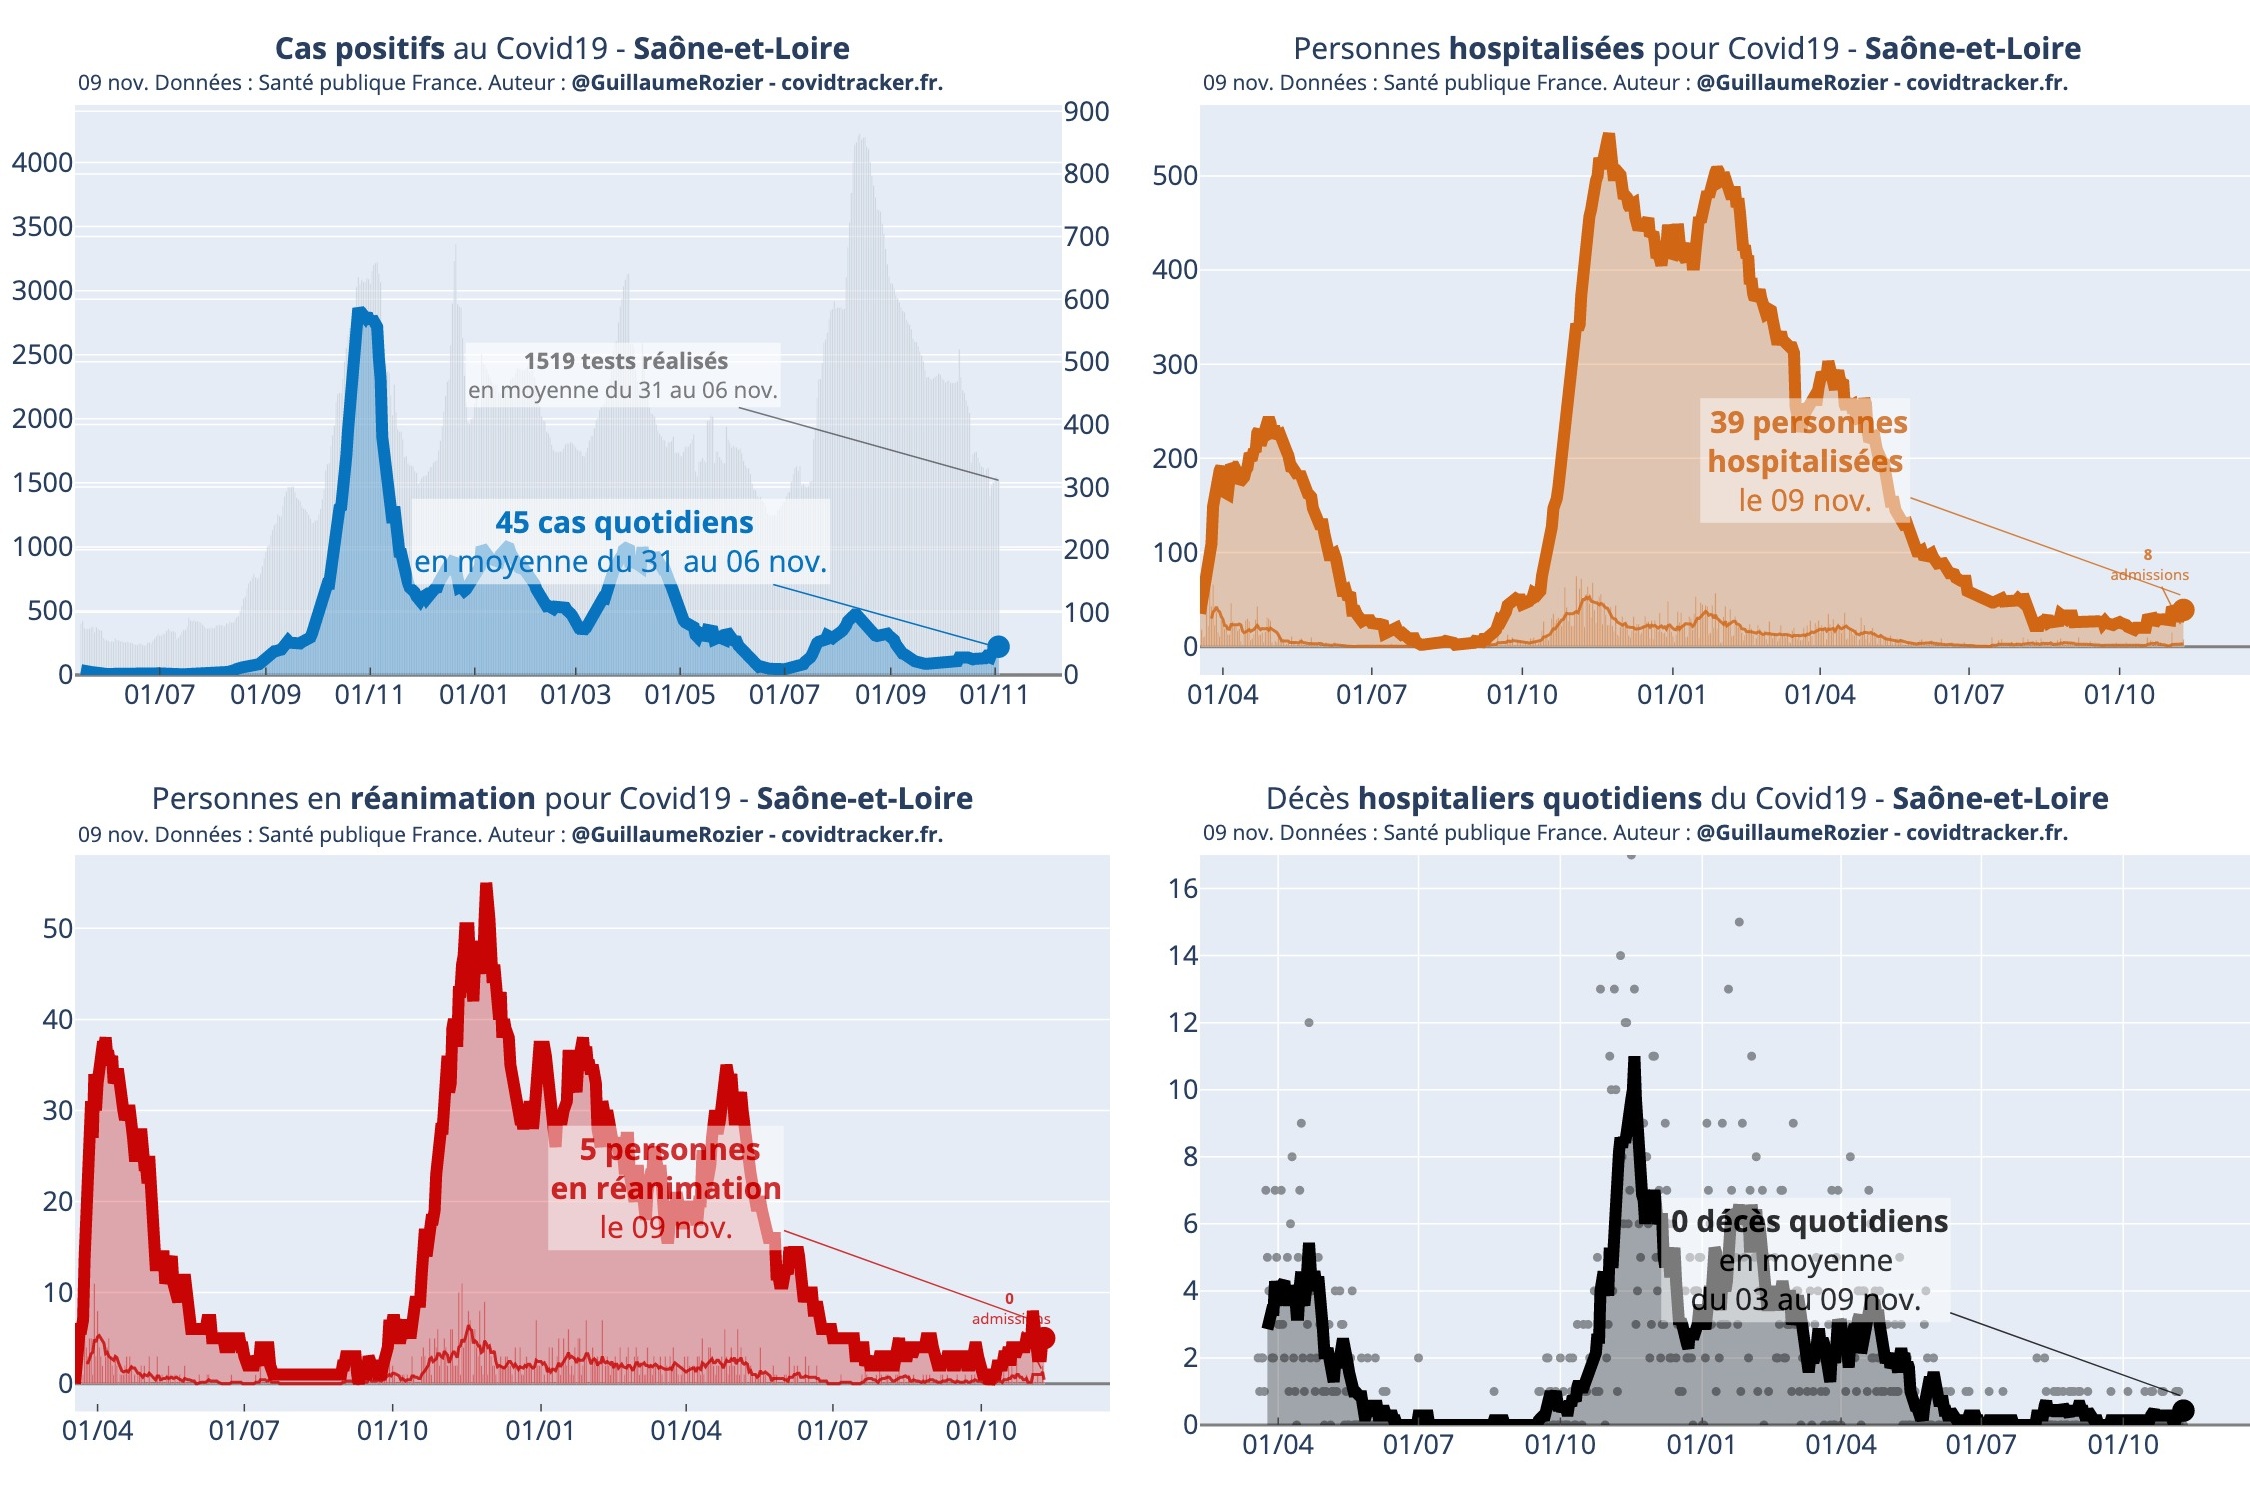 Cas positifs au Covid19 - Saône-et-Loire
09 nov. Données : Santé publique France. Auteur : @GuillaumeRozier - covidtracker.fr.
900
4000
800
3500
700
3000
600
2500
500
1519 tests réalisés
en moyenne du 31 au 06 nov.
2000
400
1500
300
45 cas quotidiens
en moyenne du 31 au 06 nov.
1000
200
500
100
0
0
01/07 01/09 01/11 01/01 01/03 01/05 01/07 01/09 01/11
Personnes hospitalisées pour Covid19 - Saône-et-Loire
09 nov. Données : Santé publique France. Auteur : @GuillaumeRozier - covidtracker.fr.
500
400
300
39 personnes
hospitalisées
le 09 nov.
200
8
admissions
100
0
01/04 01/07 01/10 01/01 01/04 01/07 01/10
Personnes en réanimation pour Covid19 - Saône-et-Loire
09 nov. Données : Santé publique France. Auteur : @GuillaumeRozier - covidtracker.fr.
50
40
30
5 personnes
en réanimation
le 09 nov.
20
0
admissions
10
0
01/04 01/07 01/10 01/01 01/04 01/07 01/10
Décès hospitaliers quotidiens du Covid19 - Saône-et-Loire
09 nov. Données : Santé publique France. Auteur : @GuillaumeRozier - covidtracker.fr.
16
14
12
10
8
6
0 décès quotidiens
en moyenne
du 03 au 09 nov.
4
2
0
01/04 01/07 01/10 01/01 01/04 01/07 01/10